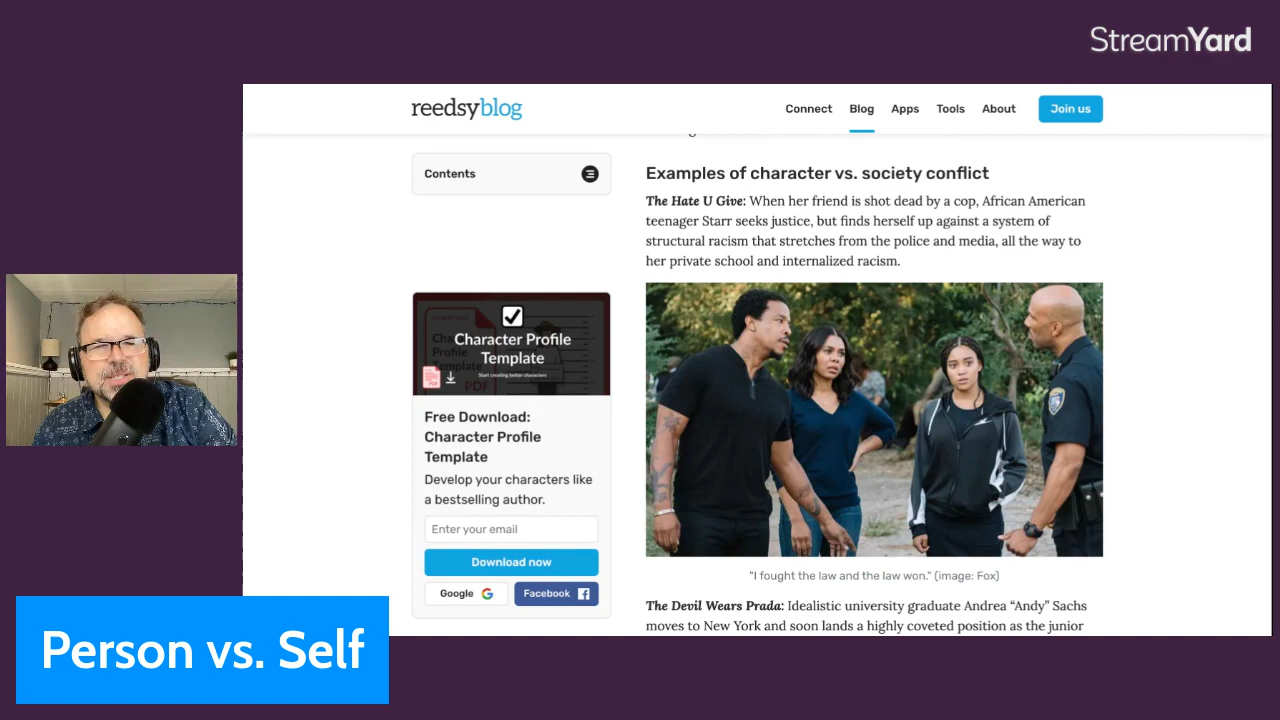 StreamYard
reedsyblog
Connect Blog Apps Tools About Join us
Contents
Examples of character vs. society conflict
The Hate U Give: When her friend is shot dead by a cop, African American
teenager Starr seeks justice, but finds herself up against a system of
structural racism that stretches from the police and media, all the way to
her private school and internalized racism.
Character Profile
Template
Start creating better characters
PDF
Free Download:
Character Profile
Template
Develop your characters like
a bestselling author.
Enter your email
Download now
Google Facebook
"I fought the law and the law won." (image: Fox)
The Devil Wears Prada: Idealistic university graduate Andrea “Andy” Sachs
moves to New York and soon lands a highly coveted position as the junior
Person vs. Self